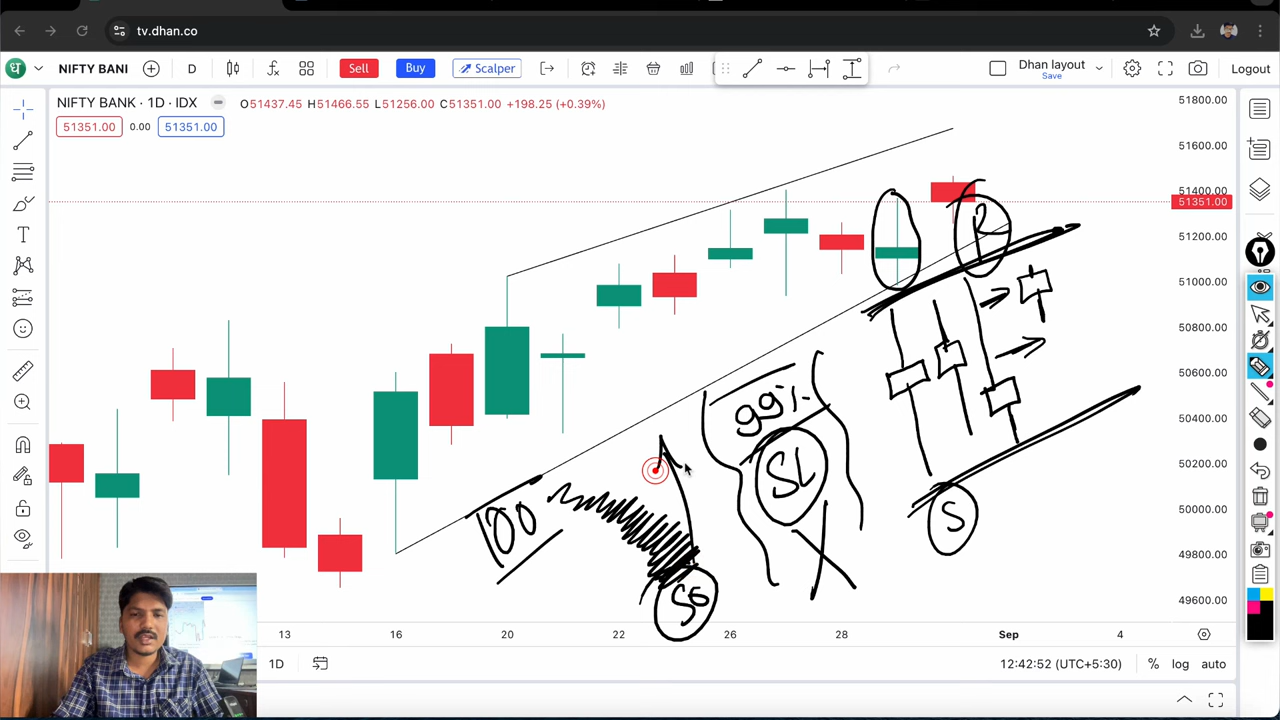 tv.dhan.co
NIFTY BANI D Sell Buy Scalper Dhan layout Save Logout
NIFTY BANK · 1D · IDX O51437.45 H51466.55 L51256.00 C51351.00 +198.25 (+0.39%)
51351.00 0.00 51351.00
51800.00
51600.00
51400.00
51351.00
51200.00
51000.00
50800.00
50600.00
50400.00
50200.00
50000.00
49800.00
49600.00
R
99%
SL
100
S
13 16 20 22 26 28 Sep 4
1D 12:42:52 (UTC+5:30) % log auto